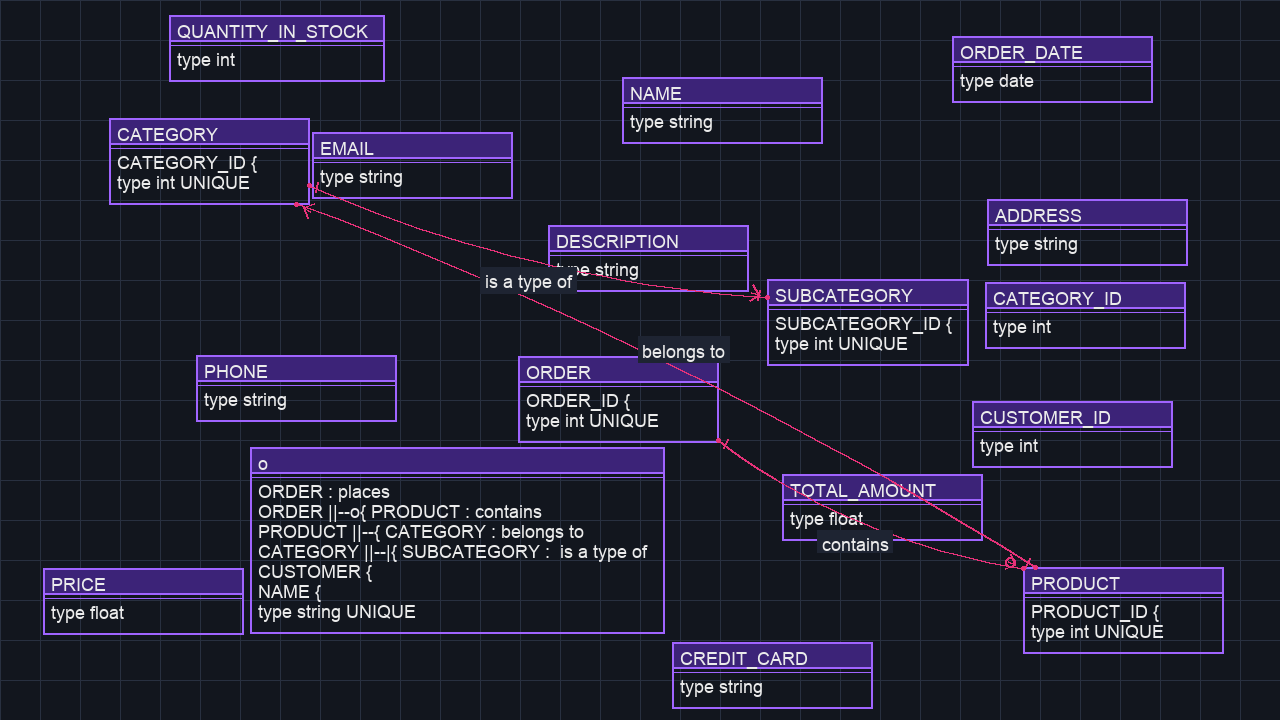 QUANTITY_IN_STOCK
type int
ORDER_DATE
type date
NAME
type string
CATEGORY
CATEGORY_ID {
type int UNIQUE
EMAIL
type string
ADDRESS
type string
DESCRIPTION
type string
is a type of
SUBCATEGORY
SUBCATEGORY_ID {
type int UNIQUE
CATEGORY_ID
type int
belongs to
PHONE
type string
ORDER
ORDER_ID {
type int UNIQUE
CUSTOMER_ID
type int
o
ORDER : places
ORDER ||--o{ PRODUCT : contains
PRODUCT ||--{ CATEGORY : belongs to
CATEGORY ||--|{ SUBCATEGORY :  is a type of
CUSTOMER {
NAME {
type string UNIQUE
TOTAL_AMOUNT
type float
contains
PRICE
type float
PRODUCT
PRODUCT_ID {
type int UNIQUE
CREDIT_CARD
type string